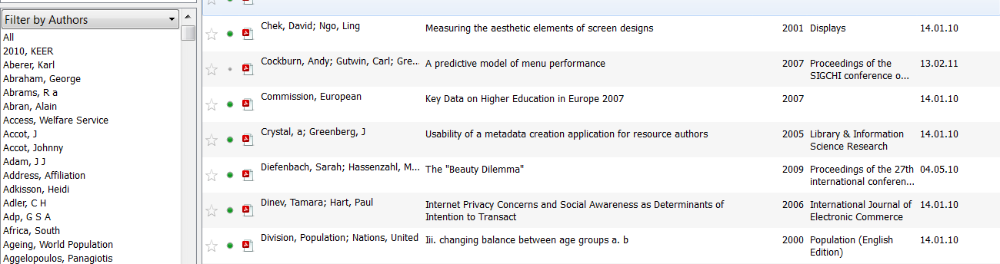 Filter by Authors
All
2010, KEER
Aberer, Karl
Abraham, George
Abrams, R a
Abran, Alain
Access, Welfare Service
Accot, J
Accot, Johnny
Adam, J J
Address, Affiliation
Adkisson, Heidi
Adler, C H
Adp, G S A
Africa, South
Ageing, World Population
Aggelopoulos, Panagiotis
Chek, David; Ngo, Ling Measuring the aesthetic elements of screen designs 2001 Displays 14.01.10
Cockburn, Andy; Gutwin, Carl; Gre... A predictive model of menu performance 2007 Proceedings of the 13.02.11
SIGCHI conference o...
Commission, European Key Data on Higher Education in Europe 2007 2007 14.01.10
Crystal, a; Greenberg, J Usability of a metadata creation application for resource authors 2005 Library & Information 14.01.10
Science Research
Diefenbach, Sarah; Hassenzahl, M... The "Beauty Dilemma" 2009 Proceedings of the 27th 04.05.10
international conferen...
Dinev, Tamara; Hart, Paul Internet Privacy Concerns and Social Awareness as Determinants of 2006 International Journal of 14.01.10
Intention to Transact Electronic Commerce
Division, Population; Nations, United Iii. changing balance between age groups a. b 2000 Population (English 14.01.10
Edition)